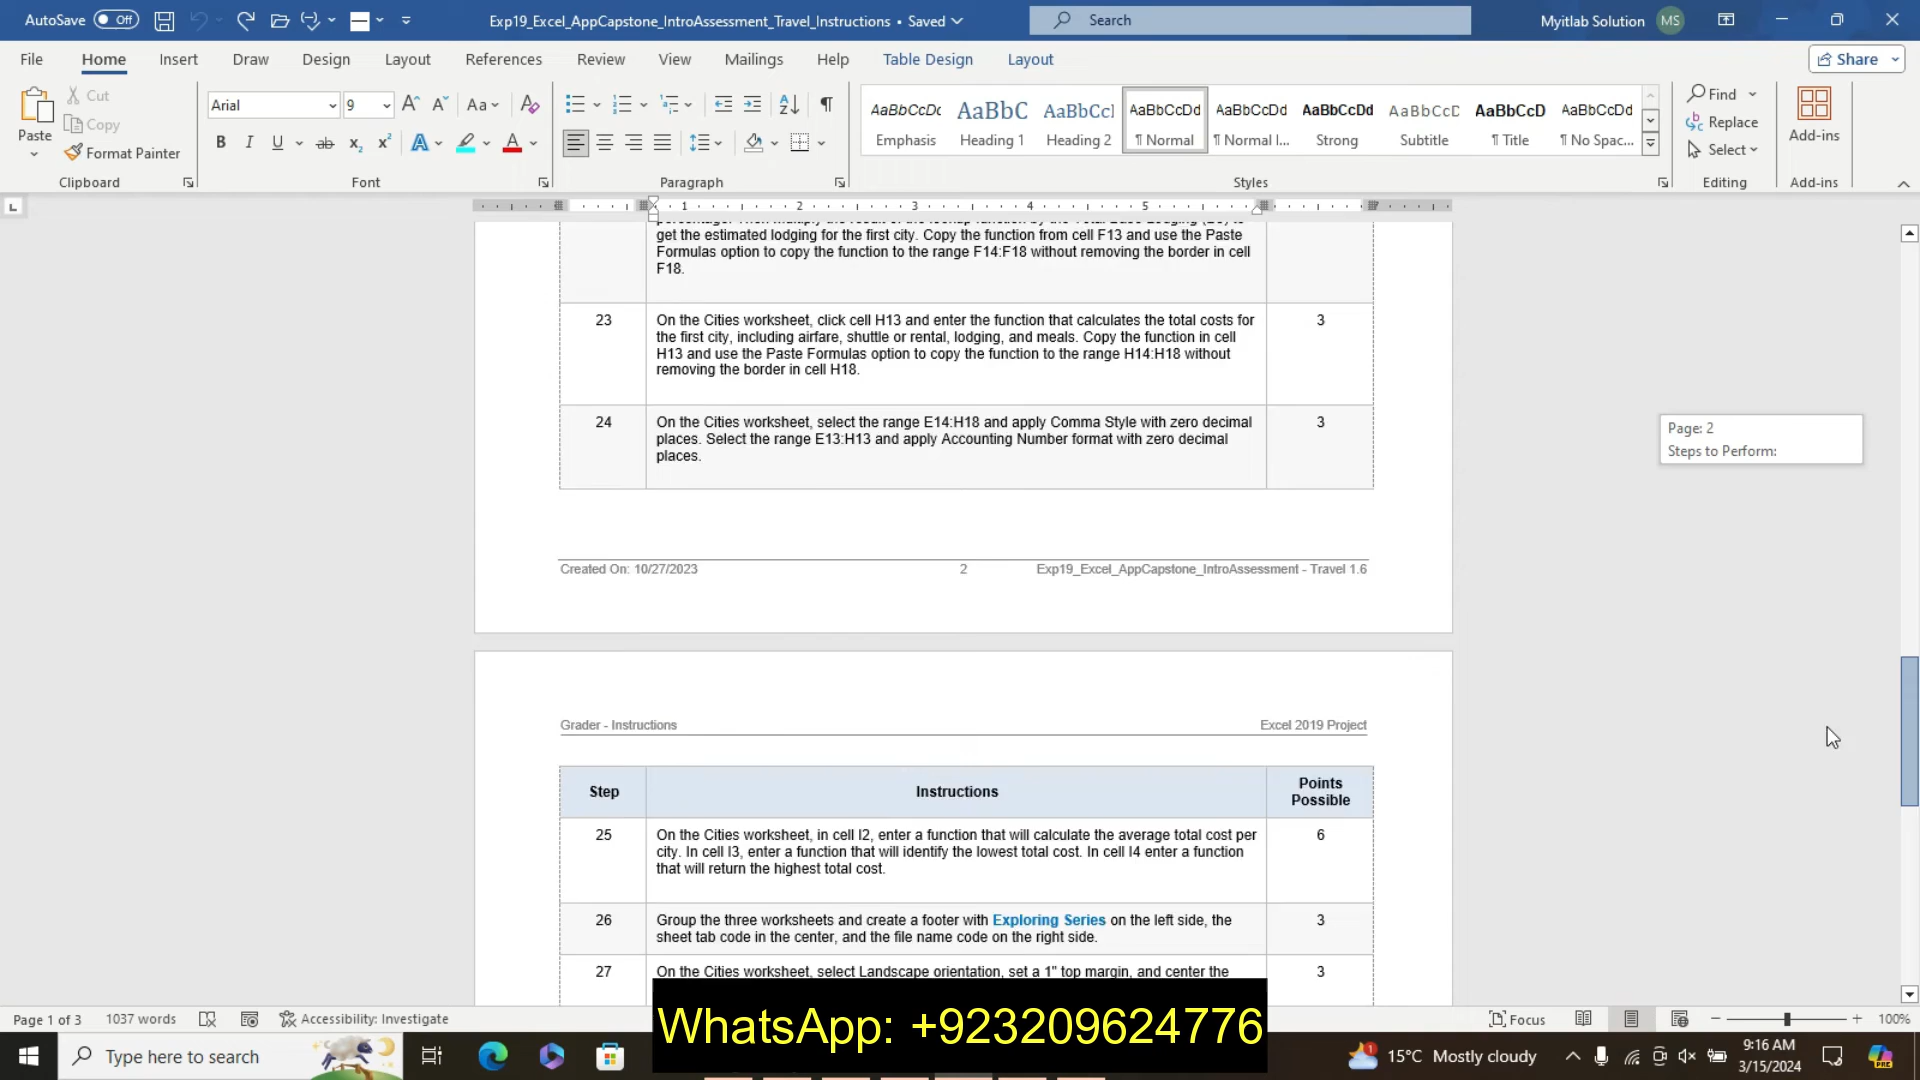 AutoSave Off
Exp19_Excel_AppCapstone_IntroAssessment_Travel_Instructions • Saved
Search
Myitlab Solution MS
File Home Insert Draw Design Layout References Review View Mailings Help Table Design Layout
Share
Paste
Cut
Copy
Format Painter
Clipboard
Arial 9
Aa
B I U ab x₂ x² A A
Font
Paragraph
AaBbCcDc AaBbC AaBbCcl AaBbCcDd AaBbCcDd AaBbCcDd AaBbCcD AaBbCcD AaBbCcDd
Emphasis Heading 1 Heading 2 ¶ Normal ¶ Normal I... Strong Subtitle ¶ Title ¶ No Spac...
Styles
Find
Replace
Select
Editing
Add-ins
Add-ins
1 2 3 4 5
get the estimated lodging for the first city. Copy the function from cell F13 and use the Paste
Formulas option to copy the function to the range F14:F18 without removing the border in cell
F18.
23 On the Cities worksheet, click cell H13 and enter the function that calculates the total costs for 3
the first city, including airfare, shuttle or rental, lodging, and meals. Copy the function in cell
H13 and use the Paste Formulas option to copy the function to the range H14:H18 without
removing the border in cell H18.
24 On the Cities worksheet, select the range E14:H18 and apply Comma Style with zero decimal 3
places. Select the range E13:H13 and apply Accounting Number format with zero decimal
places.
Page: 2
Steps to Perform:
Created On: 10/27/2023 2 Exp19_Excel_AppCapstone_IntroAssessment - Travel 1.6
Grader - Instructions Excel 2019 Project
Step Instructions Points
Possible
25 On the Cities worksheet, in cell I2, enter a function that will calculate the average total cost per 6
city. In cell I3, enter a function that will identify the lowest total cost. In cell I4 enter a function
that will return the highest total cost.
26 Group the three worksheets and create a footer with Exploring Series on the left side, the 3
sheet tab code in the center, and the file name code on the right side.
27 On the Cities worksheet, select Landscape orientation, set a 1" top margin, and center the 3
WhatsApp: +923209624776
Page 1 of 3 1037 words Accessibility: Investigate
Focus
100%
Type here to search
15°C Mostly cloudy
9:16 AM
3/15/2024